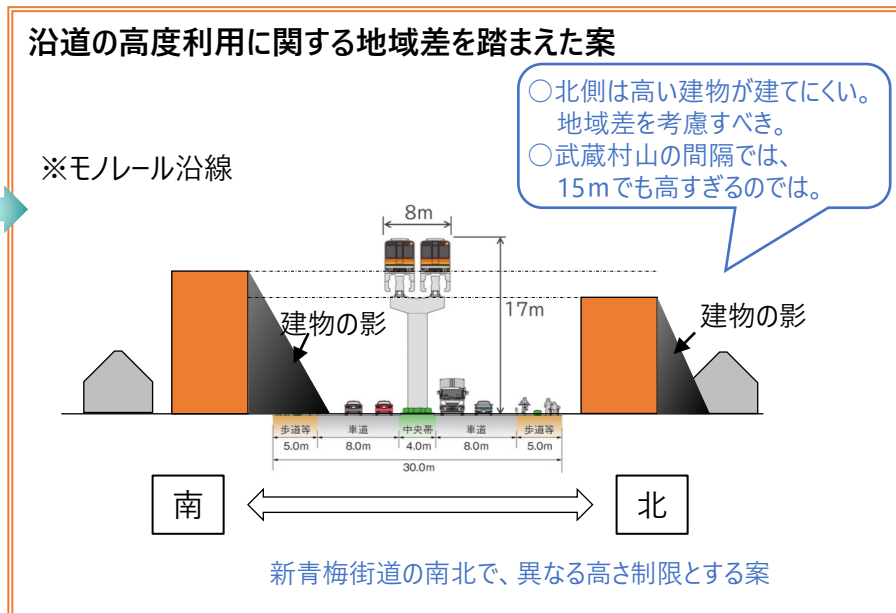 沿道の高度利用に関する地域差を踏まえた案
○北側は高い建物が建てにくい。
地域差を考慮すべき。
○武蔵村山の間隔では、
15mでも高すぎるのでは。
※モノレール沿線
8m
17m
建物の影
建物の影
歩道等 車道 中央帯 車道 歩道等
5.0m 8.0m 4.0m 8.0m 5.0m
30.0m
南
北
新青梅街道の南北で、異なる高さ制限とする案